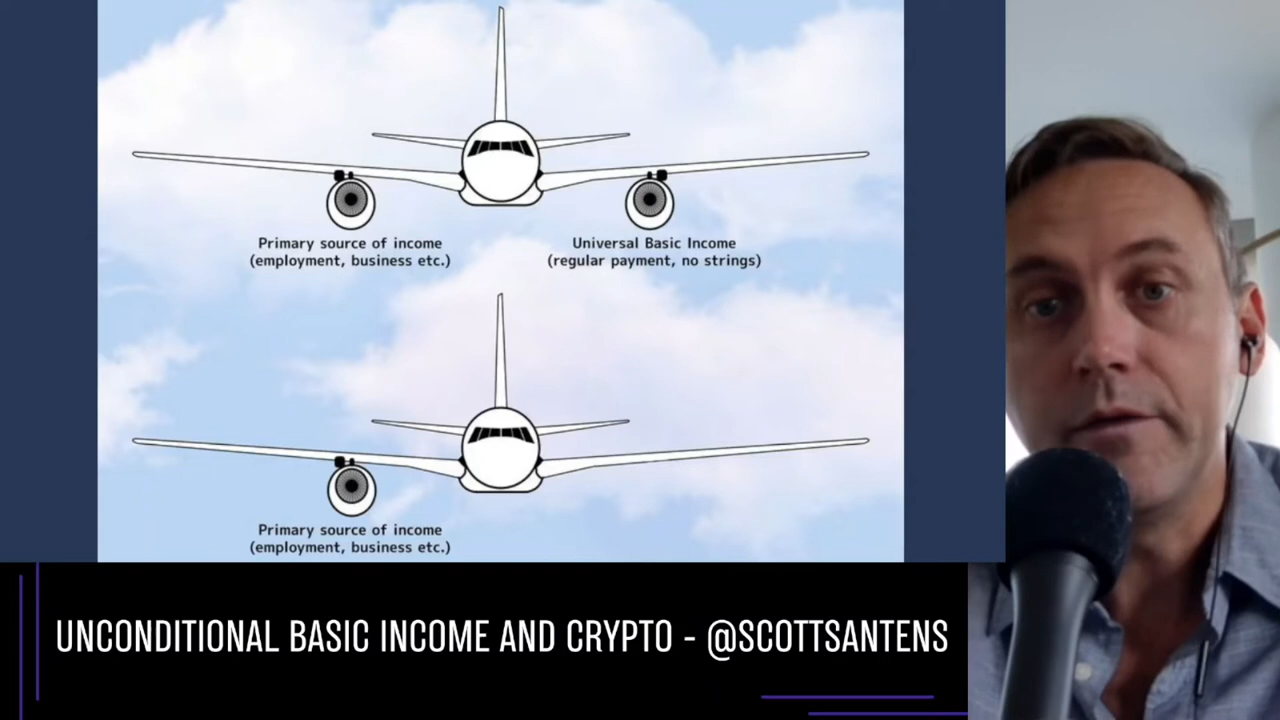 Primary source of income
(employment, business etc.)
Universal Basic Income
(regular payment, no strings)
Primary source of income
(employment, business etc.)
UNCONDITIONAL BASIC INCOME AND CRYPTO - @SCOTTSANTENS